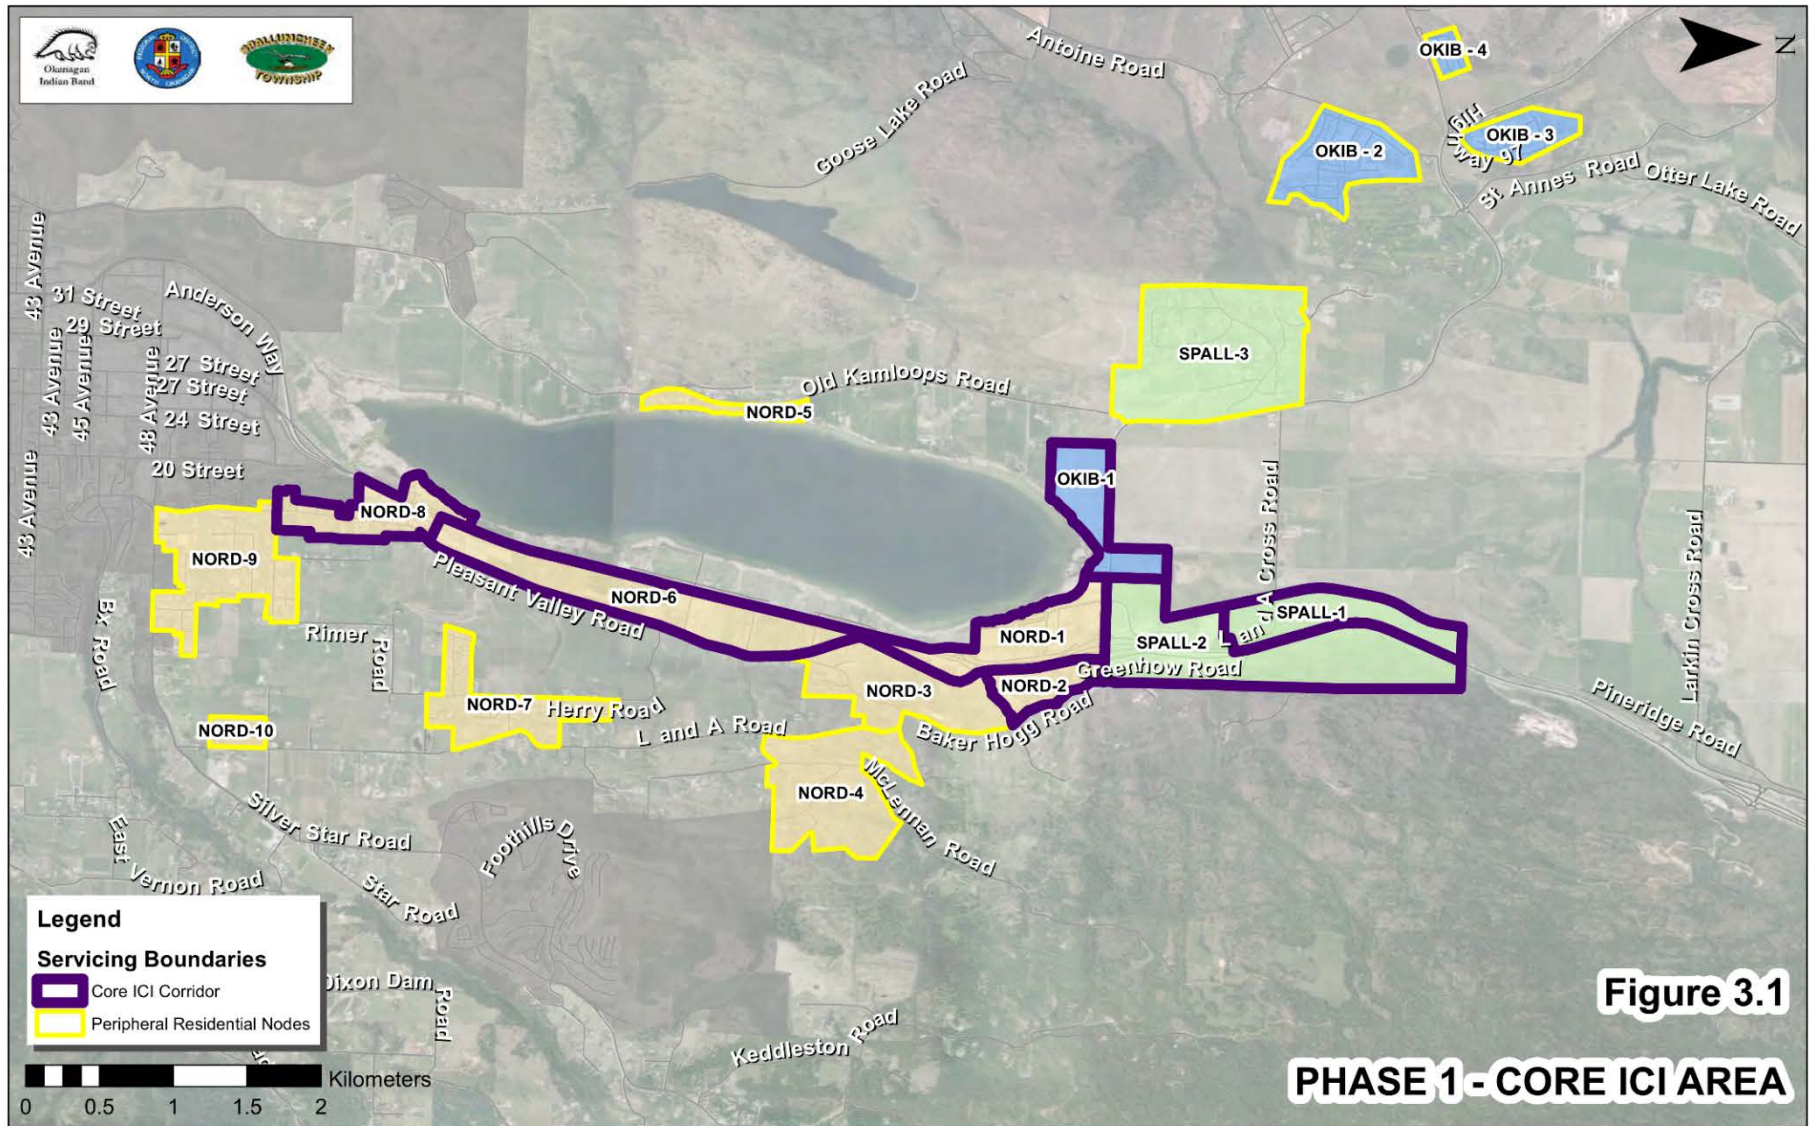 Okanagan
Indian Band
REGIONAL DISTRICT
NORTH OKANAGAN
SPALLUMCHEEN
TOWNSHIP
N
Antoine Road
OKIB - 4
Goose Lake Road
Highway 97
OKIB - 3
OKIB - 2
St. Annes Road
Otter Lake Road
43 Avenue
31 Street
29 Street
Anderson Way
27 Street
27 Street
24 Street
20 Street
43 Avenue
45 Avenue
48 Avenue
43 Avenue
SPALL-3
Old Kamloops Road
NORD-5
OKIB-1
L and A Cross Road
Larkin Cross Road
NORD-8
NORD-9
Pleasant Valley Road
NORD-6
SPALL-1
NORD-1
SPALL-2
Greenhow Road
NORD-2
NORD-3
Bx Road
Rimer Road
NORD-7
Herry Road
L and A Road
Baker Hogg Road
Pineridge Road
NORD-10
NORD-4
McLennan Road
Silver Star Road
Foothills Drive
East Vernon Road
Star Road
Dixon Dam Road
Keddleston Road
Legend
Servicing Boundaries
Core ICI Corridor
Peripheral Residential Nodes
Kilometers
0 0.5 1 1.5 2
Figure 3.1
PHASE 1 - CORE ICI AREA